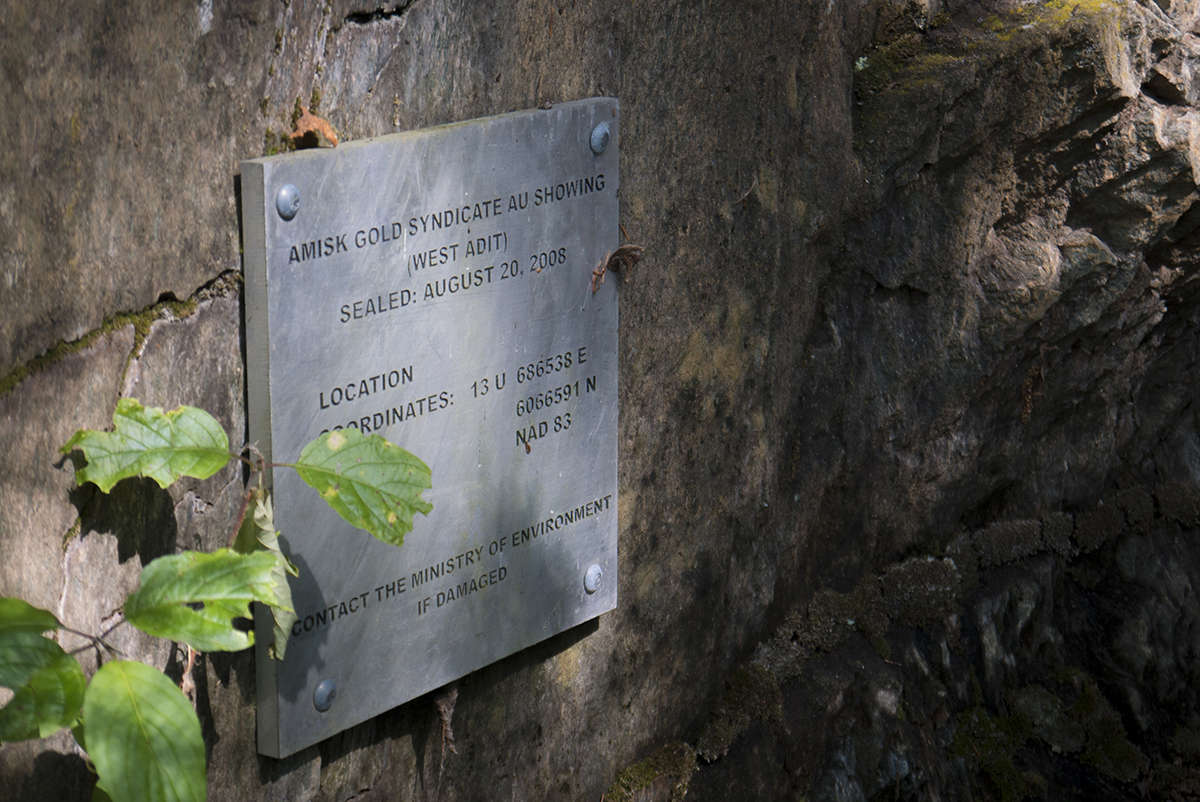 AMISK GOLD SYNDICATE AU SHOWING
(WEST ADIT)
SEALED: AUGUST 20, 2008
LOCATION
COORDINATES: 13 U 686538 E
6066591 N
NAD 83
CONTACT THE MINISTRY OF ENVIRONMENT
IF DAMAGED